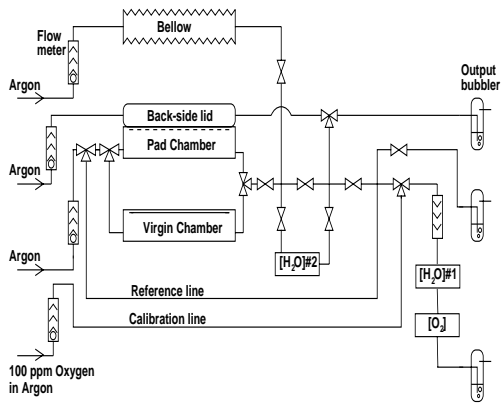 Flow
meter
Bellow
Argon
Output
bubbler
Back-side lid
Pad Chamber
Argon
Virgin Chamber
Argon
[H2O]#2
[H2O]#1
Reference line
Calibration line
[O2]
100 ppm Oxygen
in Argon